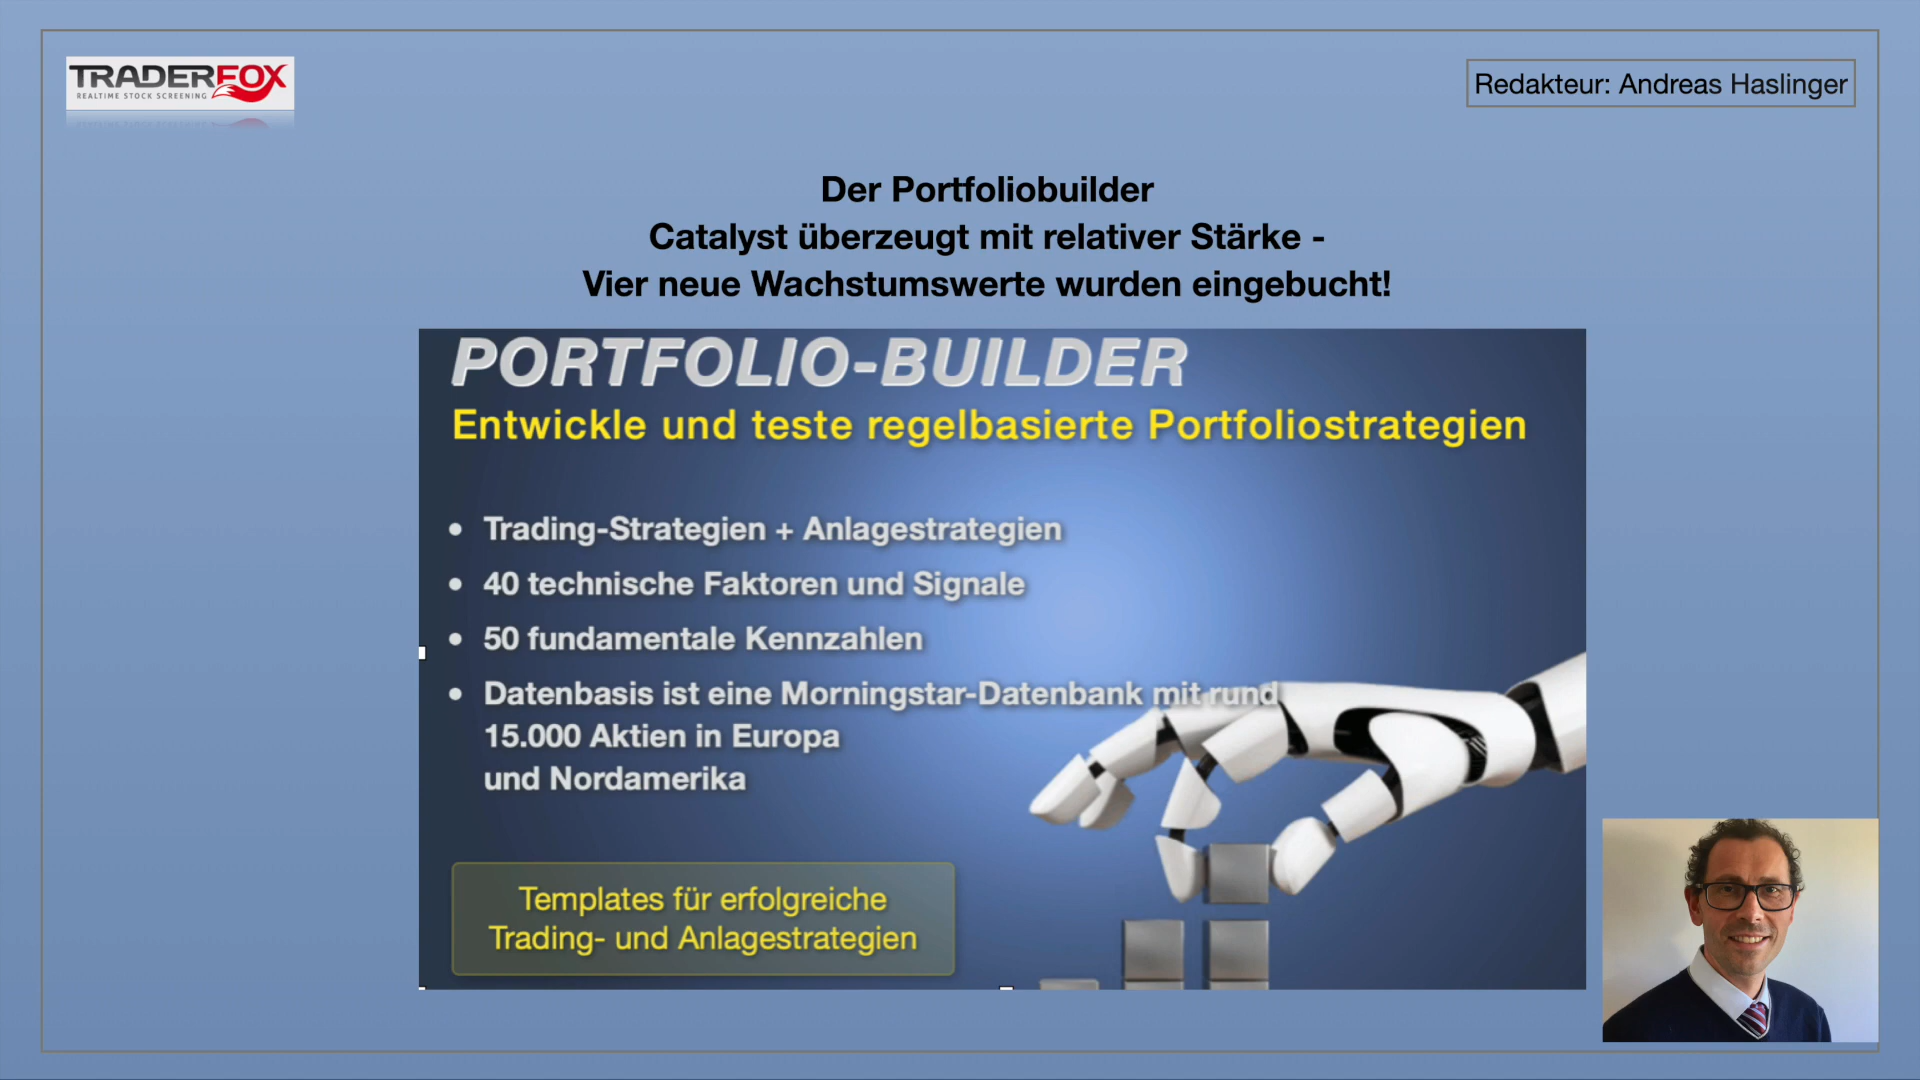 TRADERFOX
REALTIME STOCK SCREENING
Redakteur: Andreas Haslinger
Der Portfoliobuilder
Catalyst überzeugt mit relativer Stärke -
Vier neue Wachstumswerte wurden eingebucht!
PORTFOLIO-BUILDER
Entwickle und teste regelbasierte Portfoliostrategien
• Trading-Strategien + Anlagestrategien
• 40 technische Faktoren und Signale
• 50 fundamentale Kennzahlen
• Datenbasis ist eine Morningstar-Datenbank mit rund
15.000 Aktien in Europa
und Nordamerika
Templates für erfolgreiche
Trading- und Anlagestrategien